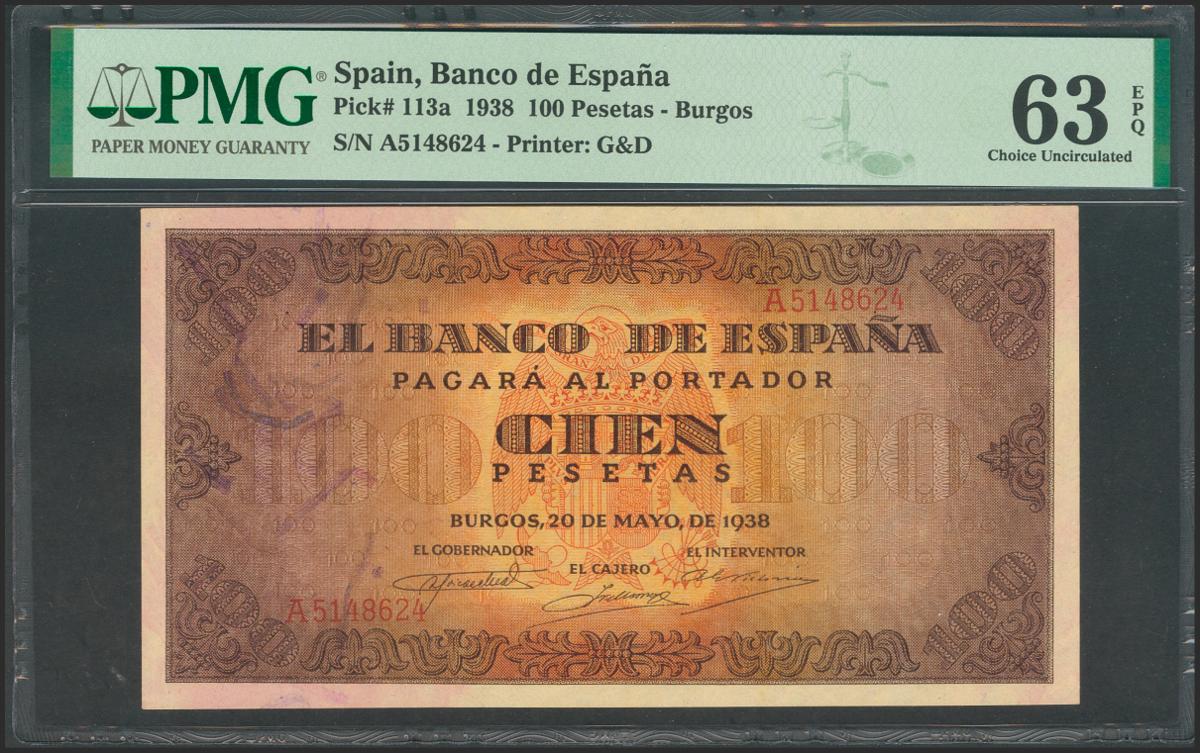 PMG®
PAPER MONEY GUARANTY
Spain, Banco de España
Pick# 113a 1938 100 Pesetas - Burgos
S/N A5148624 - Printer: G&D
63 EPQ
Choice Uncirculated
A5148624
EL BANCO DE ESPAÑA
PAGARÁ AL PORTADOR
CIEN
100 100
PESETAS
BURGOS, 20 DE MAYO, DE 1938
EL GOBERNADOR
EL INTERVENTOR
EL CAJERO
A5148624